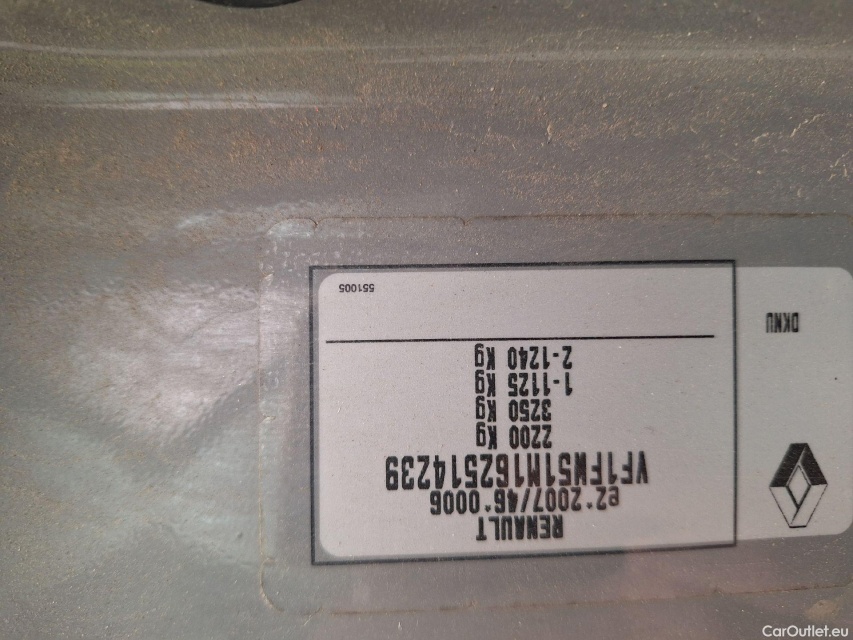 RENAULT
e2*2007/46*0006
VF1FW51M162514239
2200 Kg
3250 Kg
1-1125 Kg
2-1240 Kg
551005
DKNU
CarOutlet.eu